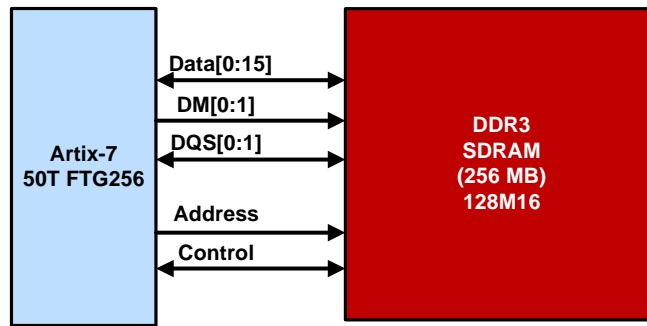 Data[0:15]
DM[0:1]
DQS[0:1]
Artix-7
50T FTG256
Address
Control
DDR3
SDRAM
(256 MB)
128M16